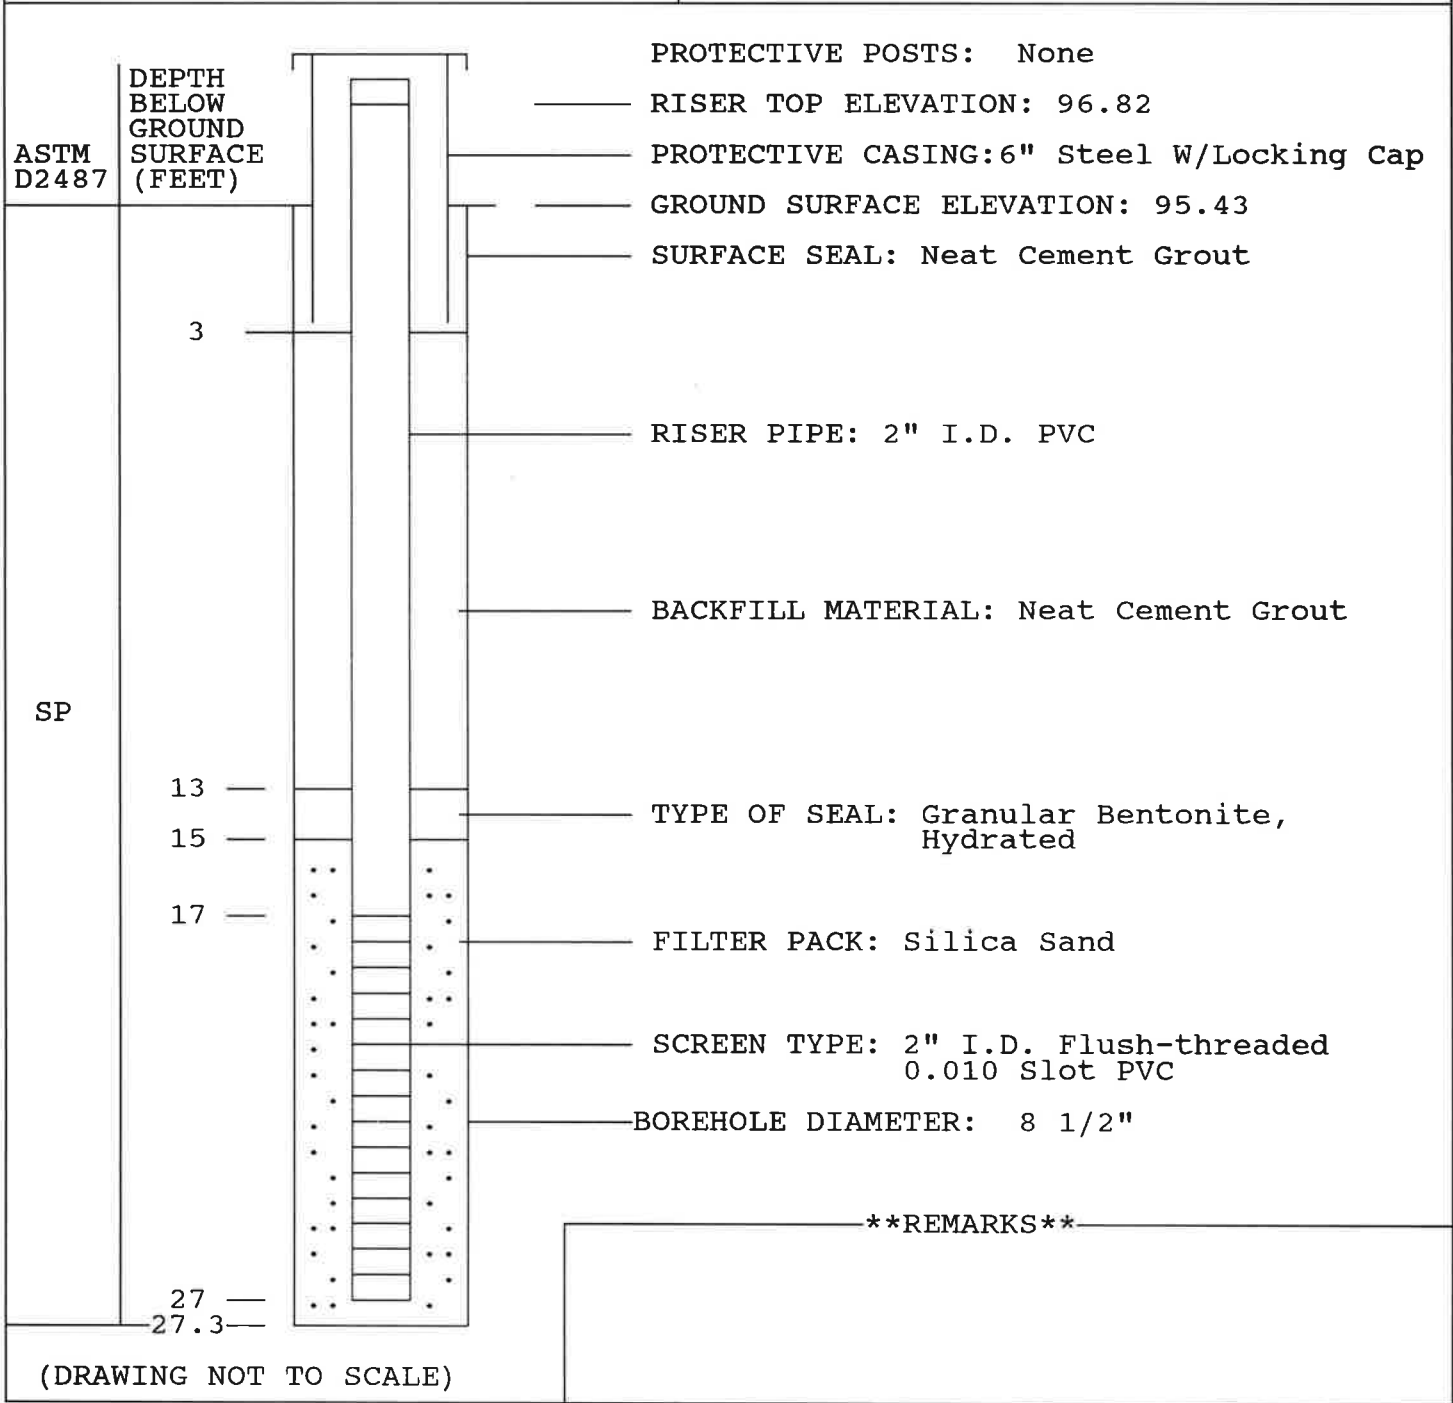 PROTECTIVE POSTS: None
DEPTH
BELOW
GROUND
SURFACE
(FEET)
ASTM
D2487
RISER TOP ELEVATION: 96.82
PROTECTIVE CASING:6" Steel W/Locking Cap
GROUND SURFACE ELEVATION: 95.43
SURFACE SEAL: Neat Cement Grout
3
RISER PIPE: 2" I.D. PVC
BACKFILL MATERIAL: Neat Cement Grout
SP
13
TYPE OF SEAL: Granular Bentonite,
Hydrated
15
17
FILTER PACK: Silica Sand
SCREEN TYPE: 2" I.D. Flush-threaded
0.010 Slot PVC
BOREHOLE DIAMETER: 8 1/2"
**REMARKS**
27
27.3
(DRAWING NOT TO SCALE)